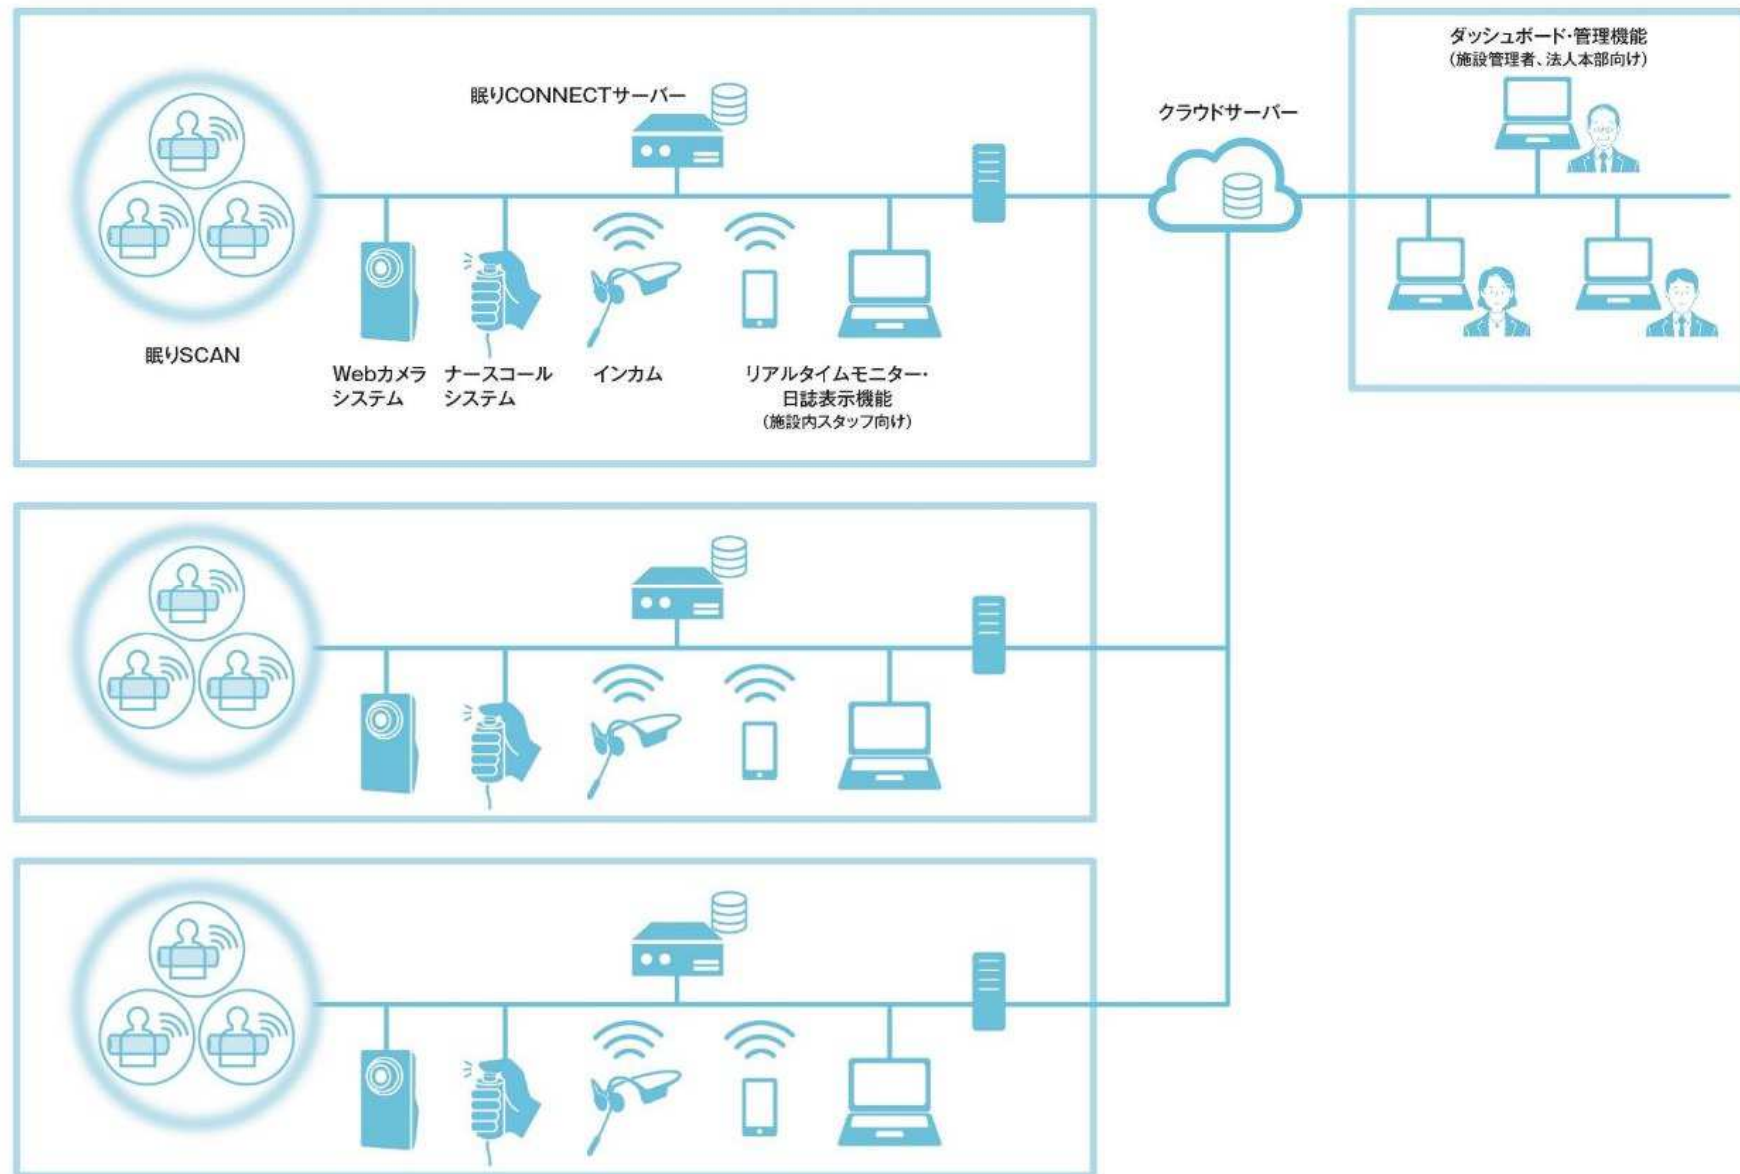 眠りCONNECTサーバー
眠りSCAN
Webカメラ
システム
ナースコール
システム
インカム
リアルタイムモニター・
日誌表示機能
(施設内スタッフ向け)
クラウドサーバー
ダッシュボード・管理機能
(施設管理者、法人本部向け)